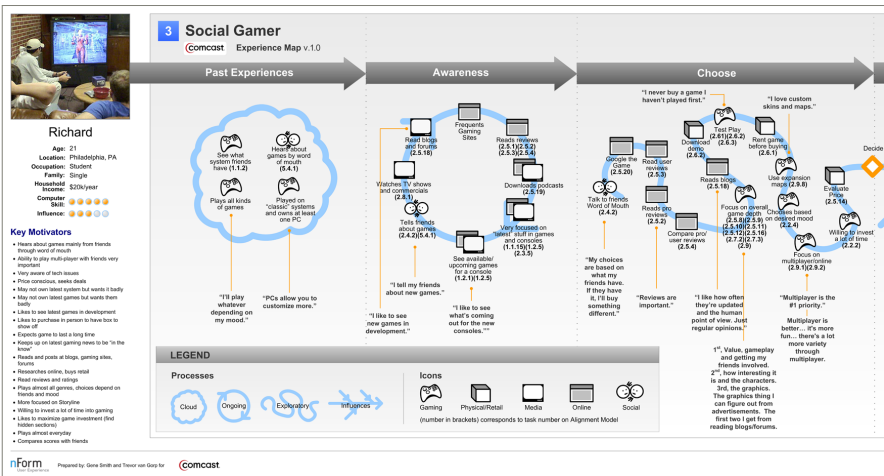 3 Social Gamer
comcast. Experience Map v.1.0
Past Experiences
Awareness
Choose
Richard
Age: 21
Location: Philadelphia, PA
Occupation: Student
Family: Single
Household
Income: $20k/year
Computer
Skill:
Influence:
Key Motivators
• Hears about games mainly from friends
through word of mouth
• Ability to play multi-player with friends very
important
• Very aware of tech issues
• Price conscious, seeks deals
• May not own latest system but wants it badly
• May not own latest games but wants them
badly
• Likes to see latest games in development
• Likes to purchase in person to have box to
show off
• Expects game to last a long time
• Keeps up on latest gaming news to be "in the
know"
• Reads and posts at blogs, gaming sites,
forums
• Researches online, buys retail
• Read reviews and ratings
• Plays almost all genres, choices depend on
friends and mood
• More focused on Storyline
• Willing to invest a lot of time into gaming
• Likes to maximize game investment (find
hidden sections)
• Plays almost everyday
• Compares scores with friends
See what
system friends
have (1.1.2)
Hears about
games by word
of mouth
(5.4.1)
Plays all kinds
of games
Played on
"classic" systems
and owns at least
one PC
"I'll play
whatever
depending on
my mood."
"PCs allow you to
customize more."
Read blogs
and forums
(2.5.18)
Frequents
Gaming
Sites
Reads reviews
(2.5.1)(2.5.2)
(2.5.3)(2.5.4)
Watches TV shows
and commercials
(2.8.1)
Downloads podcasts
(2.5.19)
Tells friends
about games
(2.4.2)(5.4.1)
Very focused on
"latest" stuff in games
and consoles
(1.1.15)(1.2.5)
(2.3.5)
See available/
upcoming games
for a console
(1.2.1)(1.2.5)
"I tell my friends
about new games."
"I like to see
new games in
development."
"I like to see
what's coming
out for the new
consoles.""
"I never buy a game I
haven't played first."
"I love custom
skins and maps."
Test Play
(2.61)(2.6.2)
(2.6.3)
Download
demo
(2.6.2)
Rent game
before buying
(2.6.1)
Google the
Game
(2.5.20)
Read user
reviews
(2.5.3)
Reads blogs
(2.5.18)
Use expansion
maps (2.9.8)
Talk to friends
Word of Mouth
(2.4.2)
Reads pro
reviews
(2.5.2)
Compare pro/
user reviews
(2.5.4)
Focus on overall
game depth
(2.5.8)(2.5.9)
(2.5.10)(2.5.11)
(2.5.12)(2.5.16)
(2.7.2)(2.7.3)
(2.9)
Chooses based
on desired mood
(2.2.4)
Focus on
multiplayer/online
(2.9.1)(2.9.2)
Willing to invest
a lot of time
(2.2.2)
Evaluate
Price
(2.5.14)
Decide
"My choices
are based on
what my
friends have.
If they have
it, I'll buy
something
different."
"Reviews are
important."
"I like how often
they're updated
and the human
point of view. Just
regular opinions."
1st, Value, gameplay
and getting my
friends involved.
2nd, how interesting it
is and the characters.
3rd, the graphics.
The graphics thing I
can figure out from
advertisements. The
first two I get from
reading blogs/forums.
"Multiplayer is the
#1 priority."
Multiplayer is
better... it's more
fun... there's a lot
more variety
through
multiplayer.
LEGEND
Processes
Cloud
Ongoing
Exploratory
Influences
Icons
Gaming
Physical/Retail
Media
Online
Social
(number in brackets) corresponds to task number on Alignment Model
nForm
User Experience
Prepared by: Gene Smith and Trevor van Gorp for comcast.